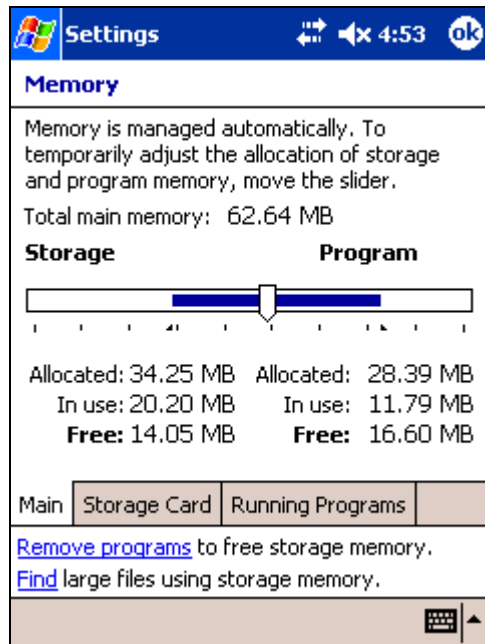 Settings 4:53 ok
Memory
Memory is managed automatically. To
temporarily adjust the allocation of storage
and program memory, move the slider.
Total main memory: 62.64 MB
Storage Program
Allocated: 34.25 MB Allocated: 28.39 MB
In use: 20.20 MB In use: 11.79 MB
Free: 14.05 MB Free: 16.60 MB
Main Storage Card Running Programs
Remove programs to free storage memory.
Find large files using storage memory.